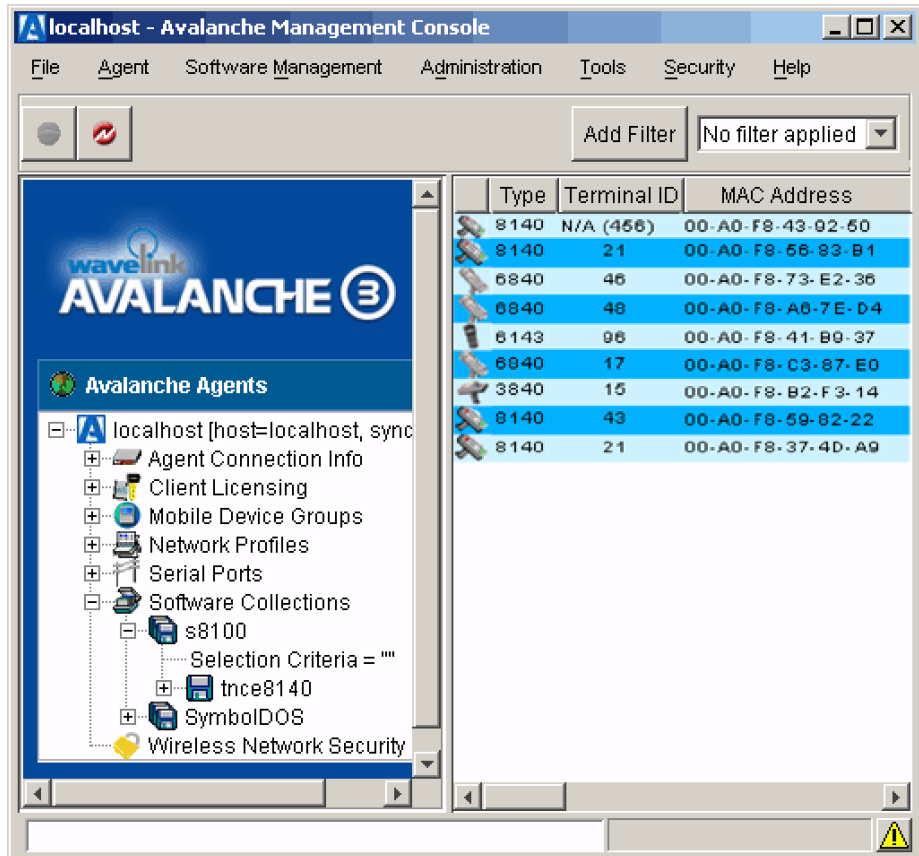 localhost - Avalanche Management Console
File Agent Software Management Administration Tools Security Help
Add Filter No filter applied
wavelink
AVALANCHE 3
Avalanche Agents
localhost [host=localhost, sync
Agent Connection Info
Client Licensing
Mobile Device Groups
Network Profiles
Serial Ports
Software Collections
s8100
Selection Criteria = ""
tnce8140
SymbolDOS
Wireless Network Security
Type Terminal ID MAC Address
8140 N/A (456) 00-A0-F8-43-92-50
8140 21 00-A0-F8-56-83-B1
6840 46 00-A0-F8-73-E2-36
6840 48 00-A0-F8-A6-7E-D4
6143 96 00-A0-F8-41-B9-37
6840 17 00-A0-F8-C3-87-E0
3840 15 00-A0-F8-B2-F3-14
8140 43 00-A0-F8-59-82-22
8140 21 00-A0-F8-37-4D-A9